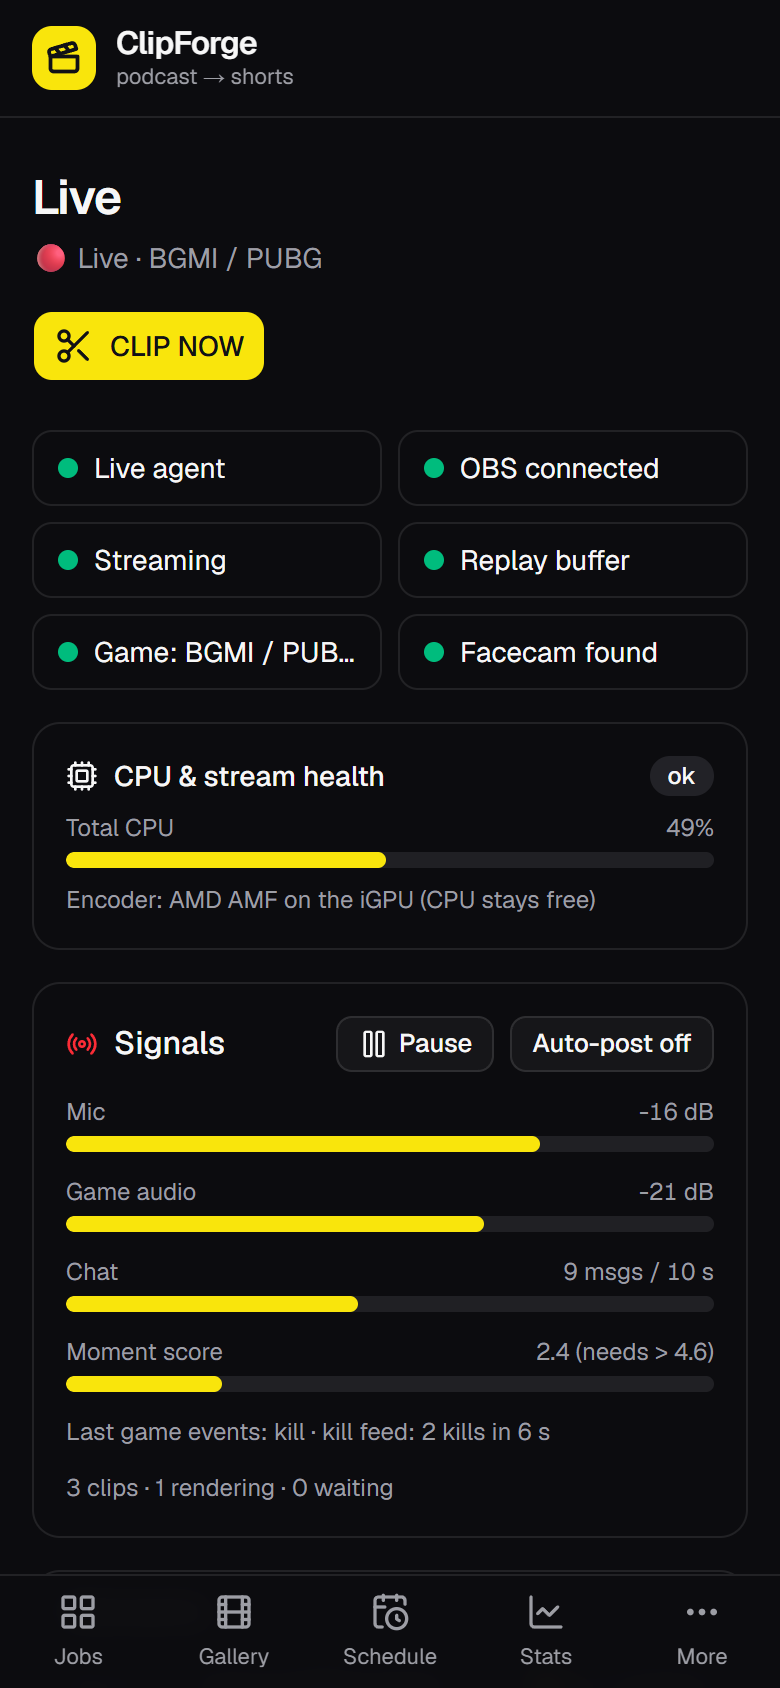 ClipForge
podcast → shorts
Live
Live · BGMI / PUBG
CLIP NOW
Live agent
OBS connected
Streaming
Replay buffer
Game: BGMI / PUB...
Facecam found
CPU & stream health
ok
Total CPU
49%
Encoder: AMD AMF on the iGPU (CPU stays free)
Signals
Pause
Auto-post off
Mic
-16 dB
Game audio
-21 dB
Chat
9 msgs / 10 s
Moment score
2.4 (needs > 4.6)
Last game events: kill · kill feed: 2 kills in 6 s
3 clips · 1 rendering · 0 waiting
Jobs
Gallery
Schedule
Stats
More